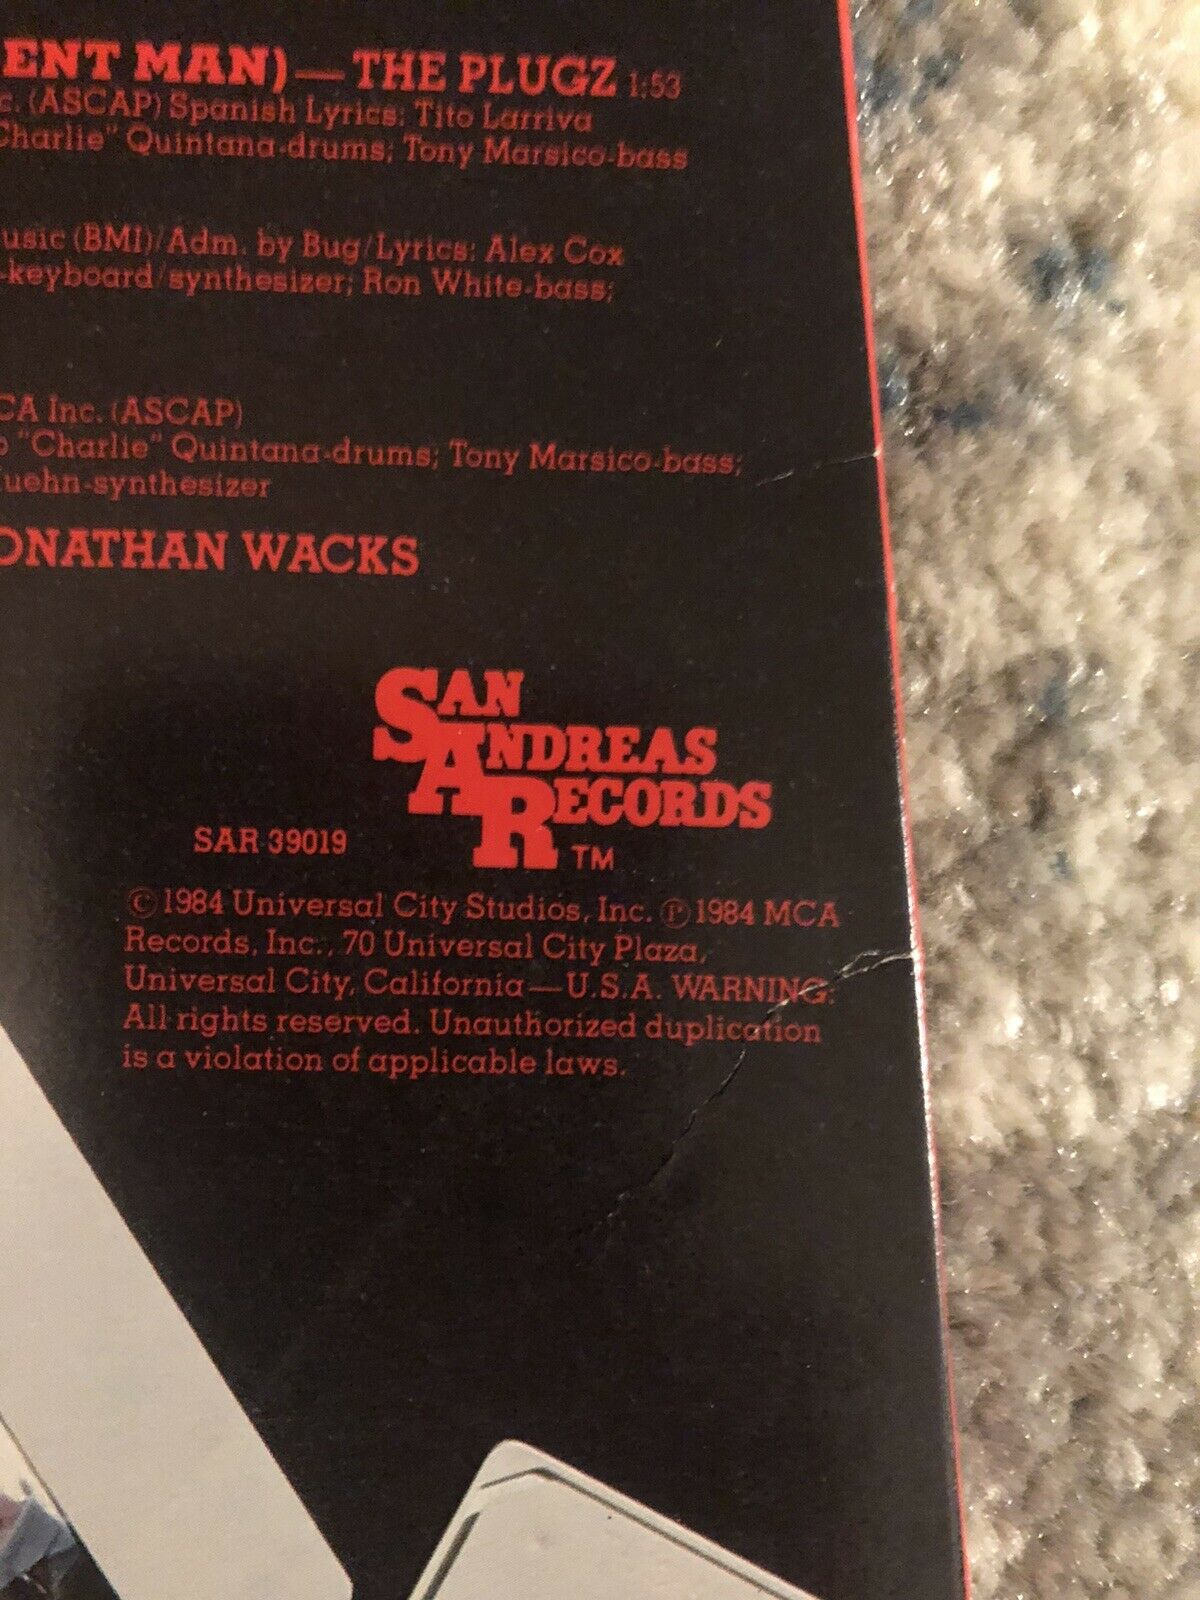 ENT MAN)—THE PLUGZ 1:53
c. (ASCAP) Spanish Lyrics: Tito Larriva
Charlie" Quintana-drums; Tony Marsico-bass
usic (BMI)/Adm. by Bug/Lyrics: Alex Cox
-keyboard/synthesizer; Ron White-bass;
CA Inc. (ASCAP)
o "Charlie" Quintana-drums; Tony Marsico-bass;
uehn-synthesizer
ONATHAN WACKS
SAN
ANDREAS
RECORDS
TM
SAR 39019
© 1984 Universal City Studios, Inc. ℗ 1984 MCA
Records, Inc., 70 Universal City Plaza,
Universal City, California—U.S.A. WARNING:
All rights reserved. Unauthorized duplication
is a violation of applicable laws.